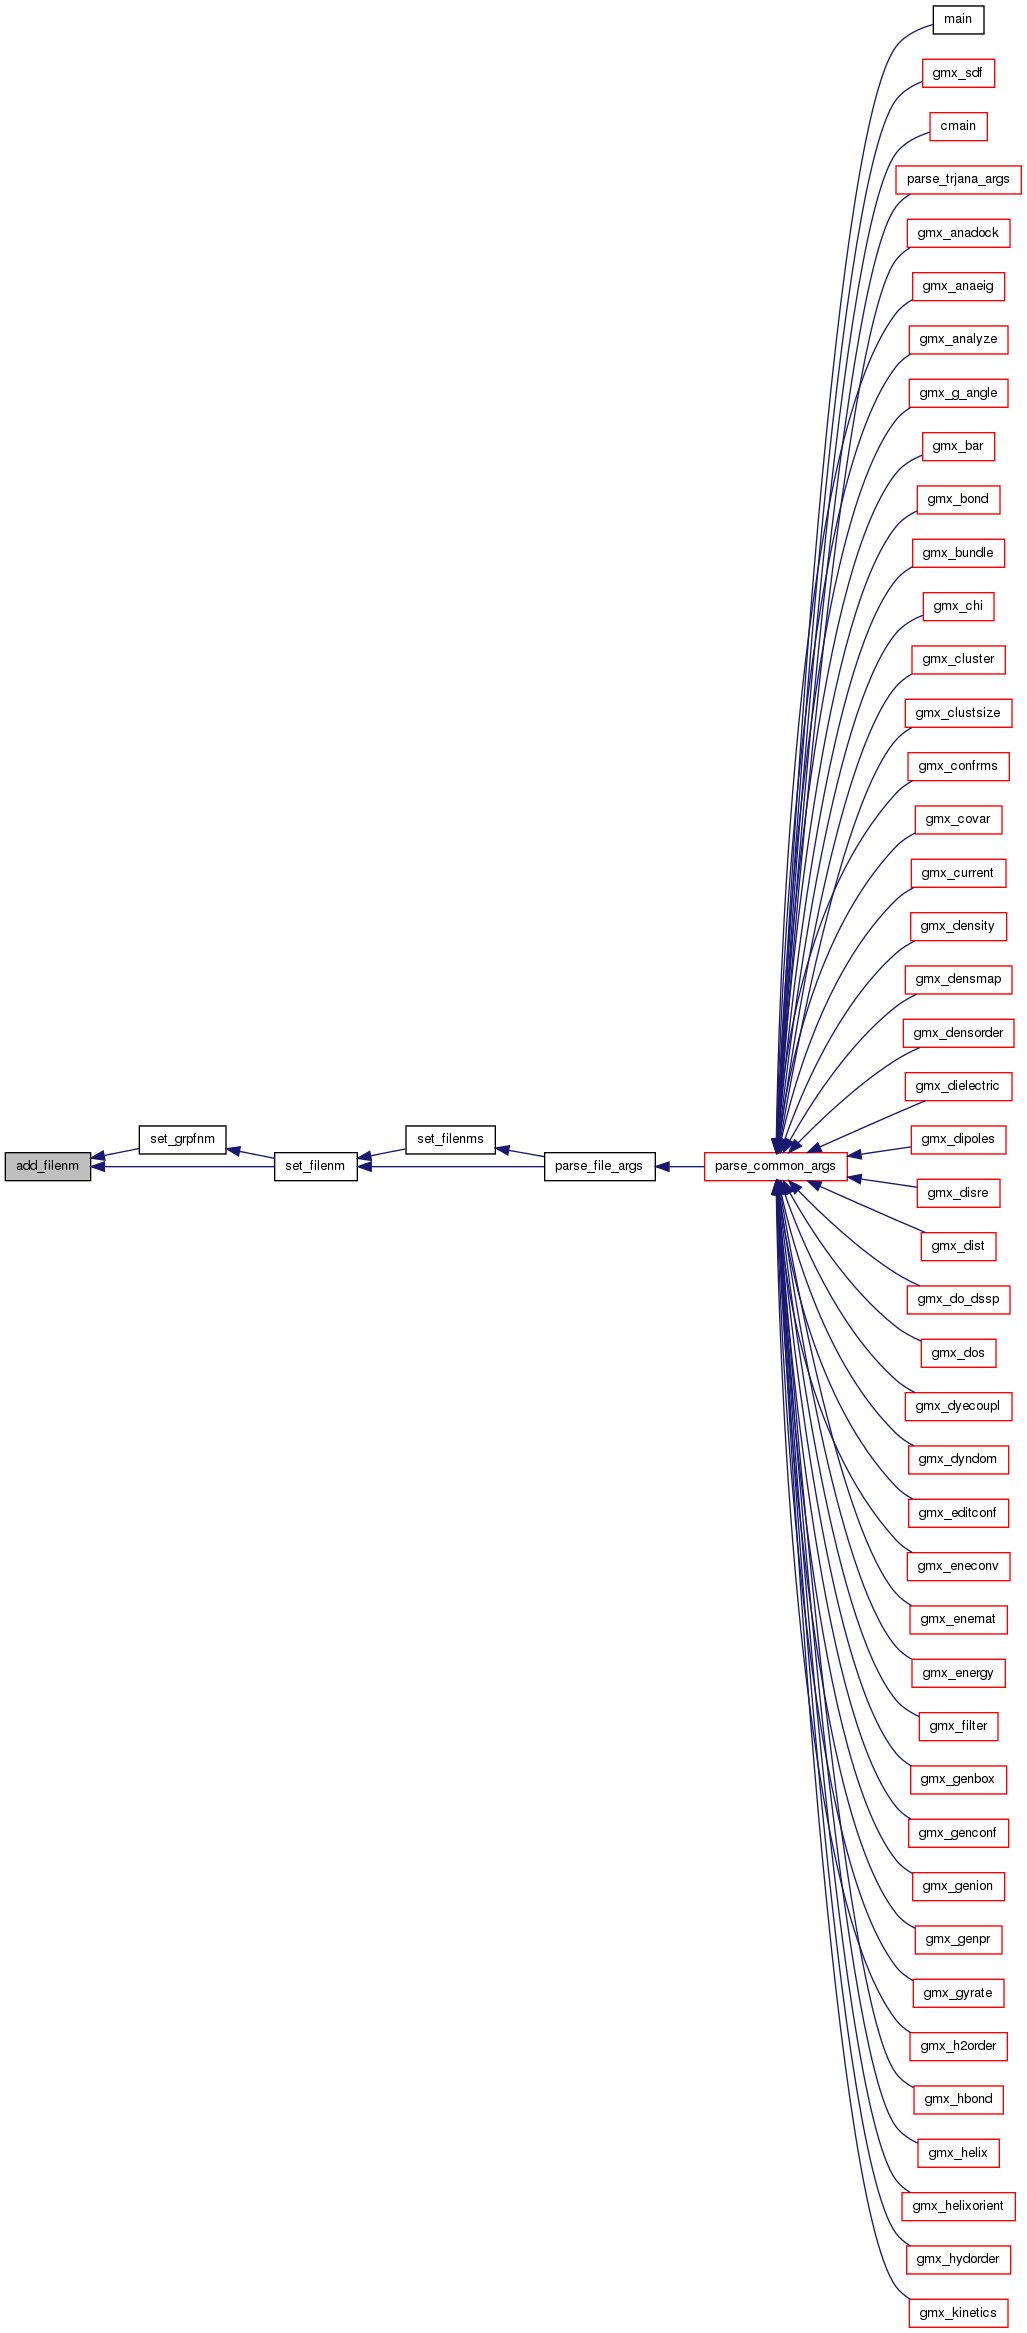 main
gmx_sdf
cmain
parse_trjana_args
gmx_anadock
gmx_anaeig
gmx_analyze
gmx_g_angle
gmx_bar
gmx_bond
gmx_bundle
gmx_chi
gmx_cluster
gmx_clustsize
gmx_confrms
gmx_covar
gmx_current
gmx_density
gmx_densmap
gmx_densorder
gmx_dielectric
add_filenm
set_grpfnm
set_filenm
set_filenms
parse_file_args
parse_common_args
gmx_dipoles
gmx_disre
gmx_dist
gmx_do_dssp
gmx_dos
gmx_dyecoupl
gmx_dyndom
gmx_editconf
gmx_eneconv
gmx_enemat
gmx_energy
gmx_filter
gmx_genbox
gmx_genconf
gmx_genion
gmx_genpr
gmx_gyrate
gmx_h2order
gmx_hbond
gmx_helix
gmx_helixorient
gmx_hydorder
gmx_kinetics